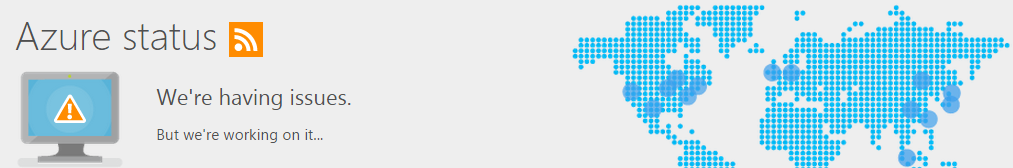 Azure status
We're having issues.
But we're working on it...